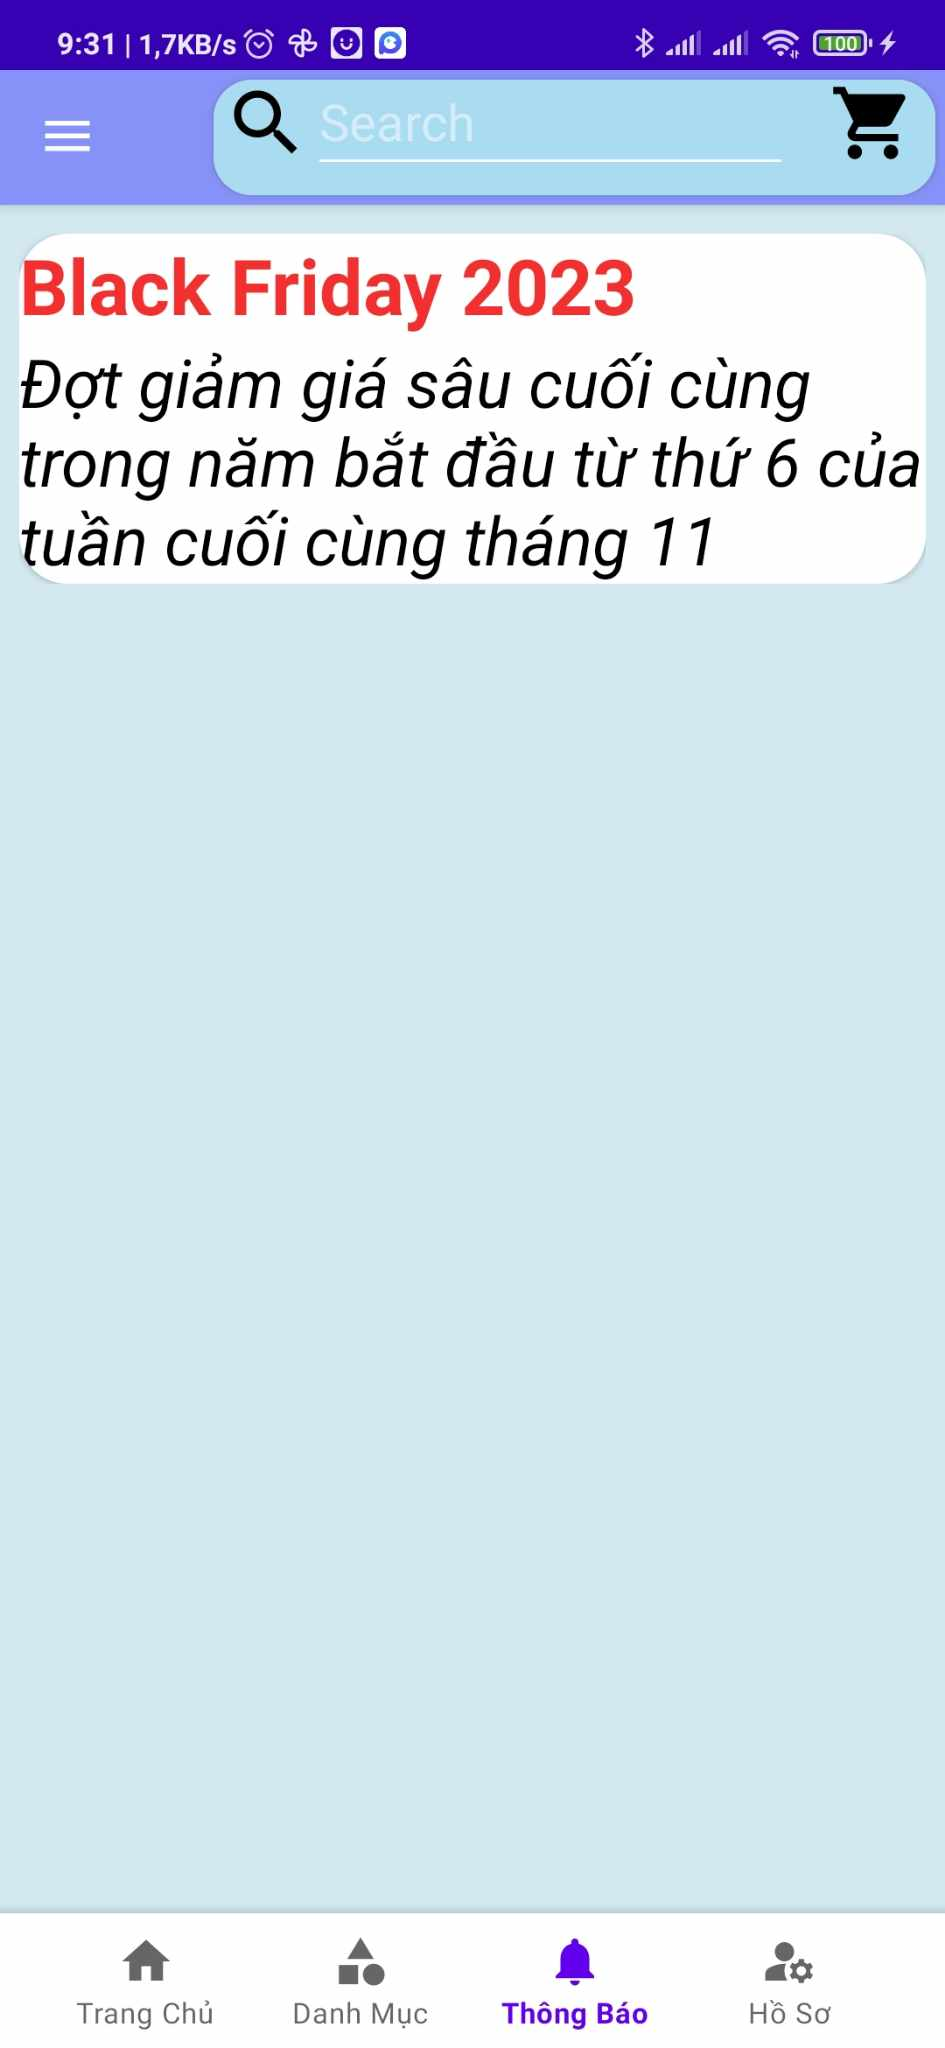 9:31 | 1,7KB/s
100
Search
Black Friday 2023
Đợt giảm giá sâu cuối cùng
trong năm bắt đầu từ thứ 6 của
tuần cuối cùng tháng 11
Trang Chủ
Danh Mục
Thông Báo
Hồ Sơ